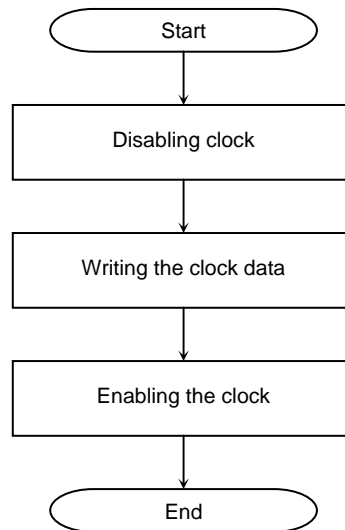 Start
Disabling clock
Writing the clock data
Enabling the clock
End